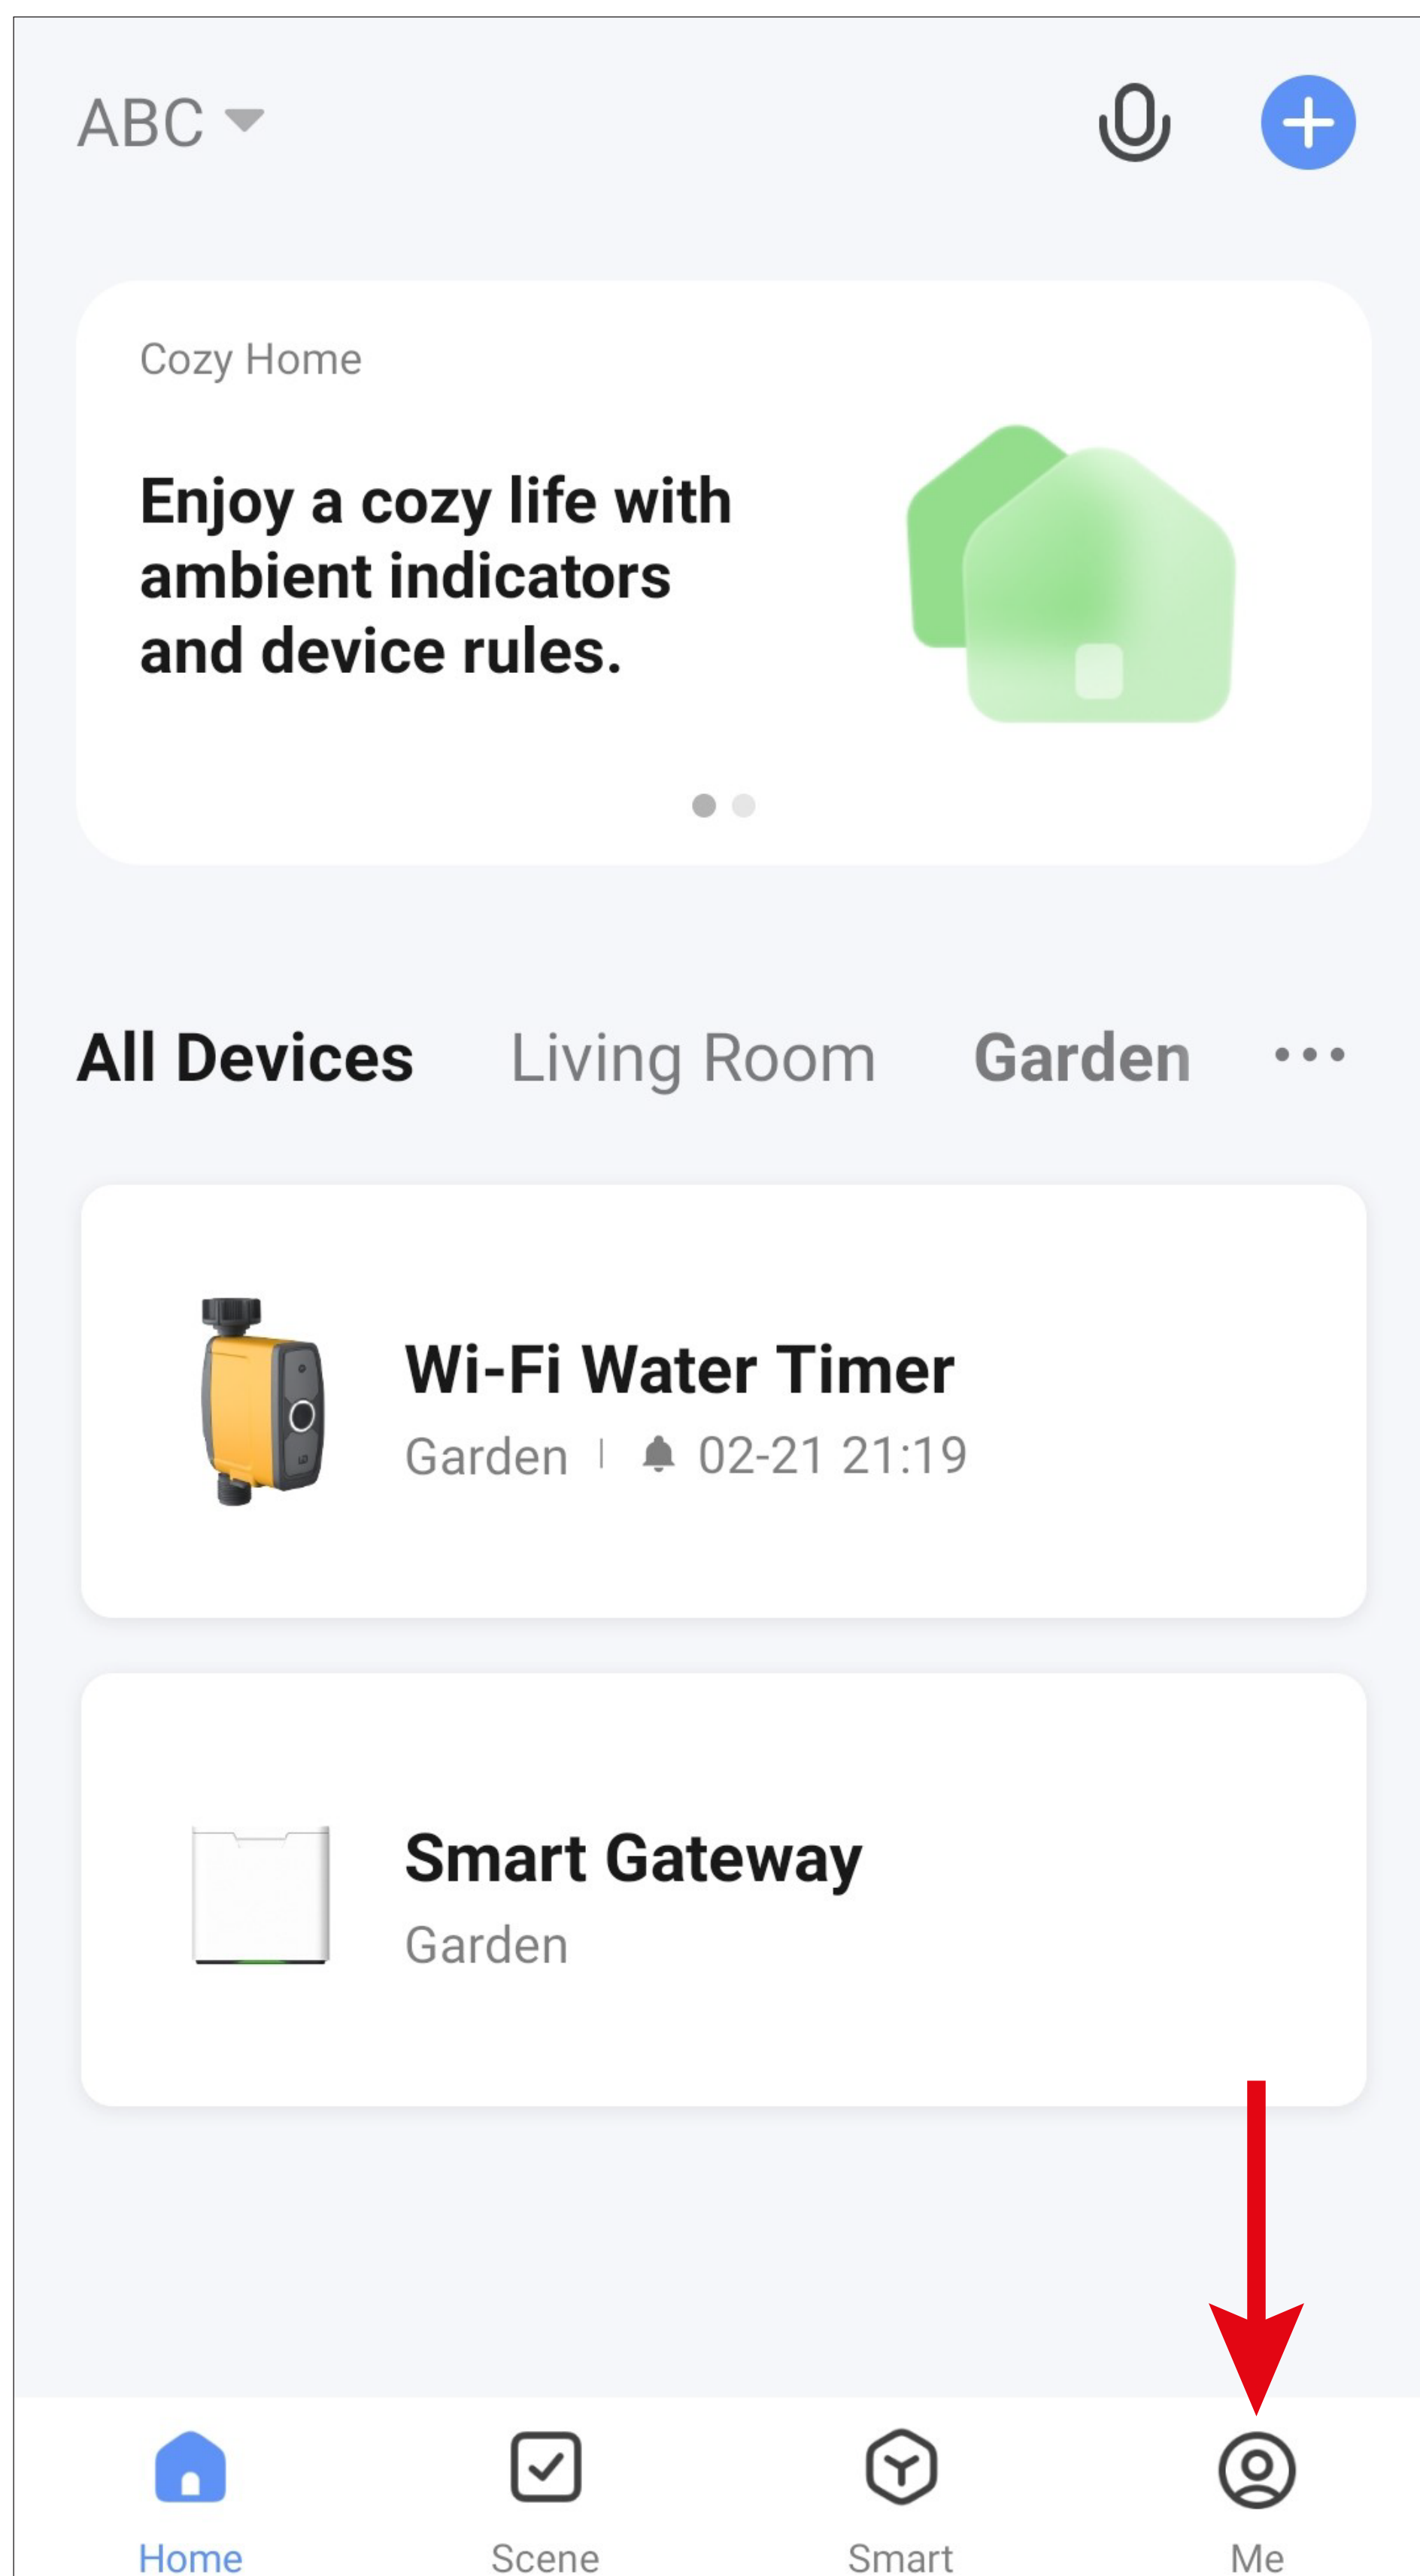 ABC
Cozy Home
Enjoy a cozy life with
ambient indicators
and device rules.
All Devices Living Room Garden
Wi-Fi Water Timer
Garden | 02-21 21:19
Smart Gateway
Garden
Home Scene Smart Me